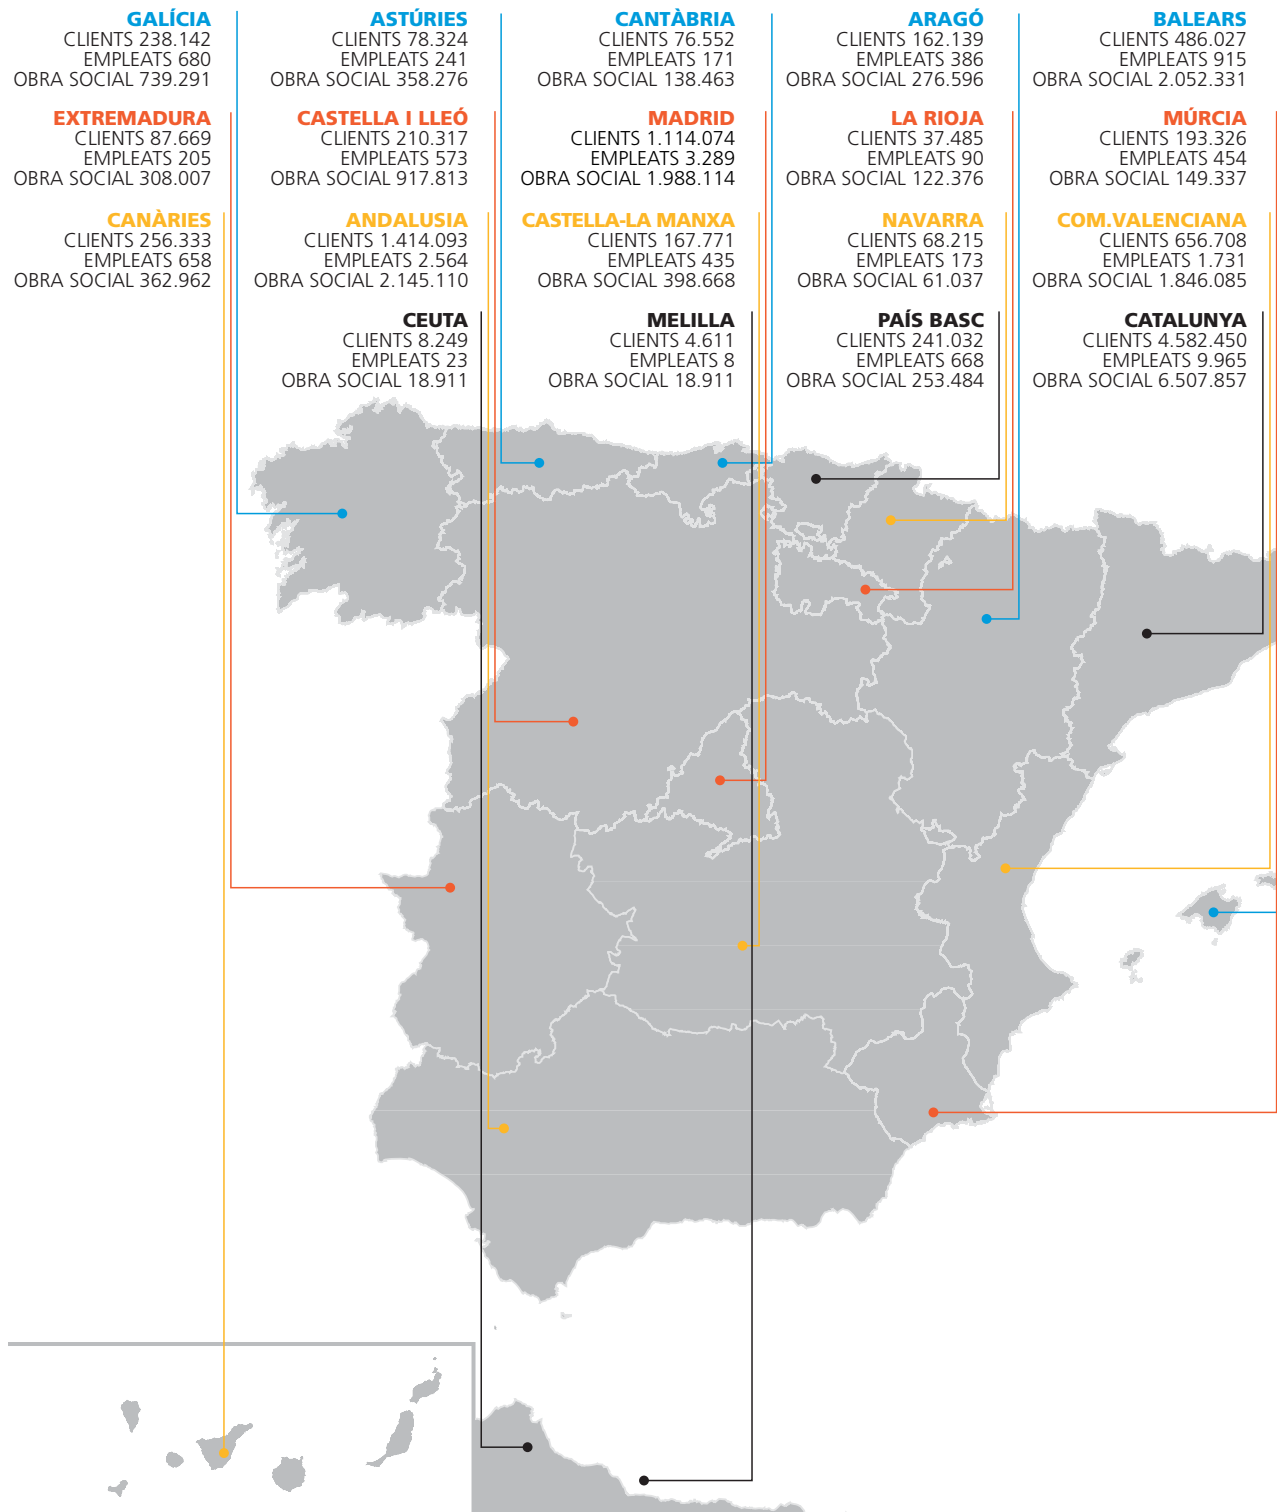 GALÍCIA
CLIENTS 238.142
EMPLEATS 680
OBRA SOCIAL 739.291
ASTÚRIES
CLIENTS 78.324
EMPLEATS 241
OBRA SOCIAL 358.276
CANTÀBRIA
CLIENTS 76.552
EMPLEATS 171
OBRA SOCIAL 138.463
ARAGÓ
CLIENTS 162.139
EMPLEATS 386
OBRA SOCIAL 276.596
BALEARS
CLIENTS 486.027
EMPLEATS 915
OBRA SOCIAL 2.052.331
EXTREMADURA
CLIENTS 87.669
EMPLEATS 205
OBRA SOCIAL 308.007
CASTELLA I LLEÓ
CLIENTS 210.317
EMPLEATS 573
OBRA SOCIAL 917.813
MADRID
CLIENTS 1.114.074
EMPLEATS 3.289
OBRA SOCIAL 1.988.114
LA RIOJA
CLIENTS 37.485
EMPLEATS 90
OBRA SOCIAL 122.376
MÚRCIA
CLIENTS 193.326
EMPLEATS 454
OBRA SOCIAL 149.337
CANÀRIES
CLIENTS 256.333
EMPLEATS 658
OBRA SOCIAL 362.962
ANDALUSIA
CLIENTS 1.414.093
EMPLEATS 2.564
OBRA SOCIAL 2.145.110
CASTELLA-LA MANXA
CLIENTS 167.771
EMPLEATS 435
OBRA SOCIAL 398.668
NAVARRA
CLIENTS 68.215
EMPLEATS 173
OBRA SOCIAL 61.037
COM.VALENCIANA
CLIENTS 656.708
EMPLEATS 1.731
OBRA SOCIAL 1.846.085
CEUTA
CLIENTS 8.249
EMPLEATS 23
OBRA SOCIAL 18.911
MELILLA
CLIENTS 4.611
EMPLEATS 8
OBRA SOCIAL 18.911
PAÍS BASC
CLIENTS 241.032
EMPLEATS 668
OBRA SOCIAL 253.484
CATALUNYA
CLIENTS 4.582.450
EMPLEATS 9.965
OBRA SOCIAL 6.507.857